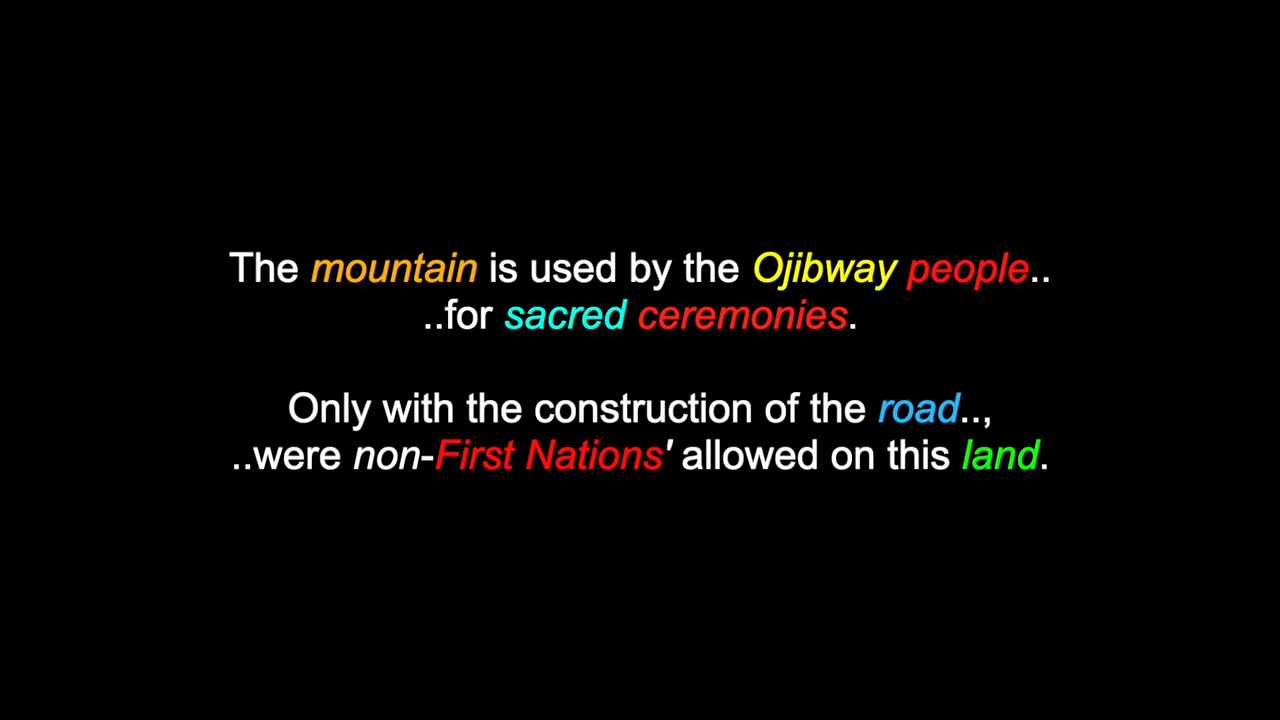 The mountain is used by the Ojibway people..
..for sacred ceremonies.
Only with the construction of the road..,
..were non-First Nations' allowed on this land.